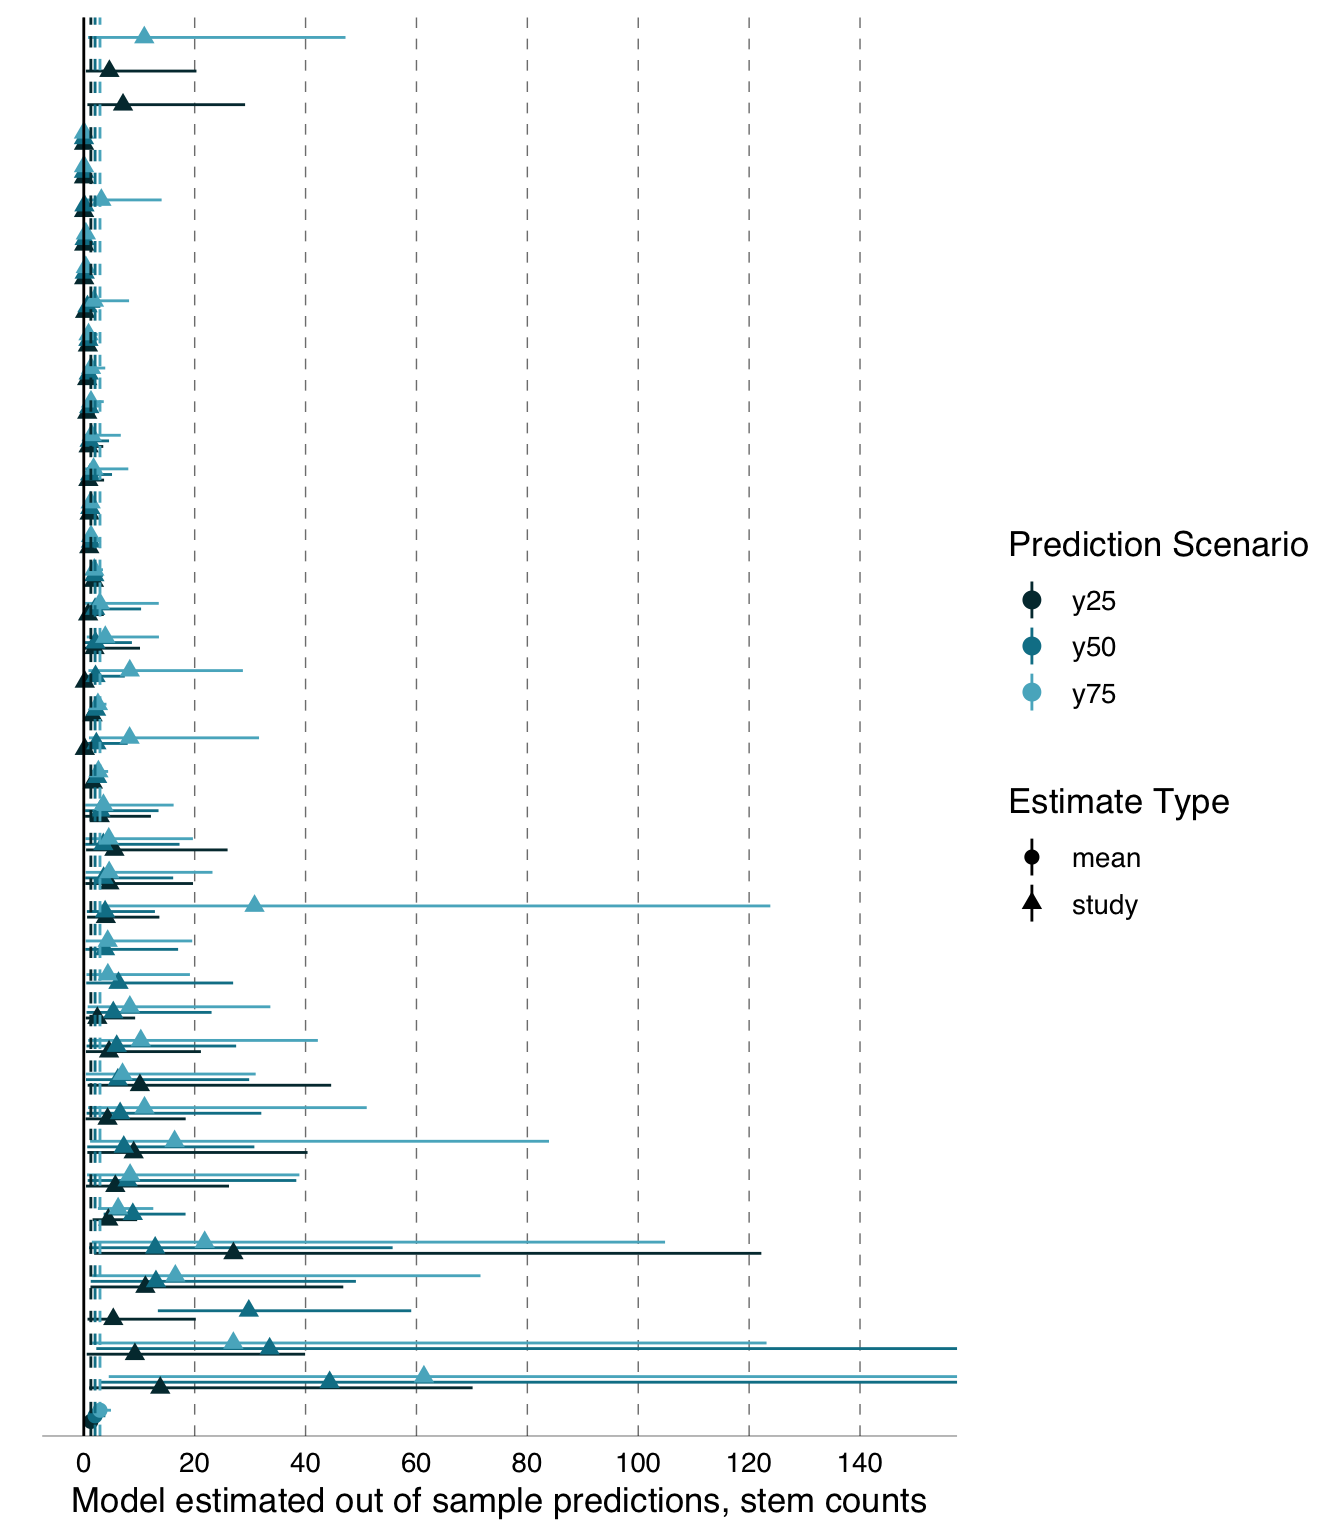 Prediction Scenario
y25
y50
y75
Estimate Type
mean
study
0 20 40 60 80 100 120 140
Model estimated out of sample predictions, stem counts